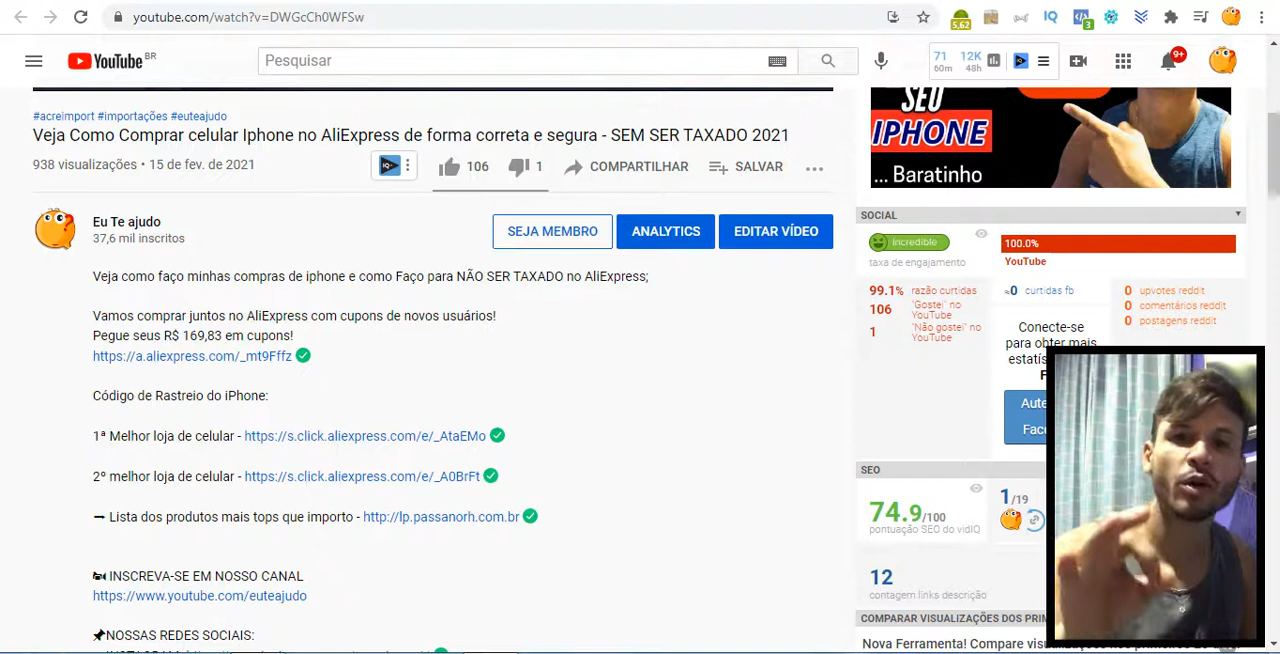 youtube.com/watch?v=DWGcCh0WFSw
5,62
IQ
3
YouTube BR
Pesquisar
71 12K
60m 48h
9+
#acreimport #importações #euteajudo
Veja Como Comprar celular Iphone no AliExpress de forma correta e segura - SEM SER TAXADO 2021
938 visualizações • 15 de fev. de 2021
106
1
COMPARTILHAR
SALVAR
Eu Te ajudo
37,6 mil inscritos
SEJA MEMBRO
ANALYTICS
EDITAR VÍDEO
Veja como faço minhas compras de iphone e como Faço para NÃO SER TAXADO no AliExpress;
Vamos comprar juntos no AliExpress com cupons de novos usuários!
Pegue seus R$ 169,83 em cupons!
https://a.aliexpress.com/_mt9Fffz
Código de Rastreio do iPhone:
1ª Melhor loja de celular - https://s.click.aliexpress.com/e/_AtaEMo
2º melhor loja de celular - https://s.click.aliexpress.com/e/_A0BrFt
Lista dos produtos mais tops que importo - http://lp.passanorh.com.br
INSCREVA-SE EM NOSSO CANAL
https://www.youtube.com/euteajudo
NOSSAS REDES SOCIAIS:
SEU
IPHONE
... Baratinho
SOCIAL
Incredible
taxa de engajamento
100.0%
YouTube
99.1% razão curtidas
106 "Gostei" no YouTube
1 "Não gostei" no YouTube
≈0 curtidas fb
0 upvotes reddit
0 comentários reddit
0 postagens reddit
Conecte-se
para obter mais
SEO
74.9/100
pontuação SEO do vidIQ
1/19
12
contagem links descrição
COMPARAR VISUALIZAÇÕES DOS
Nova Ferramenta! Compare